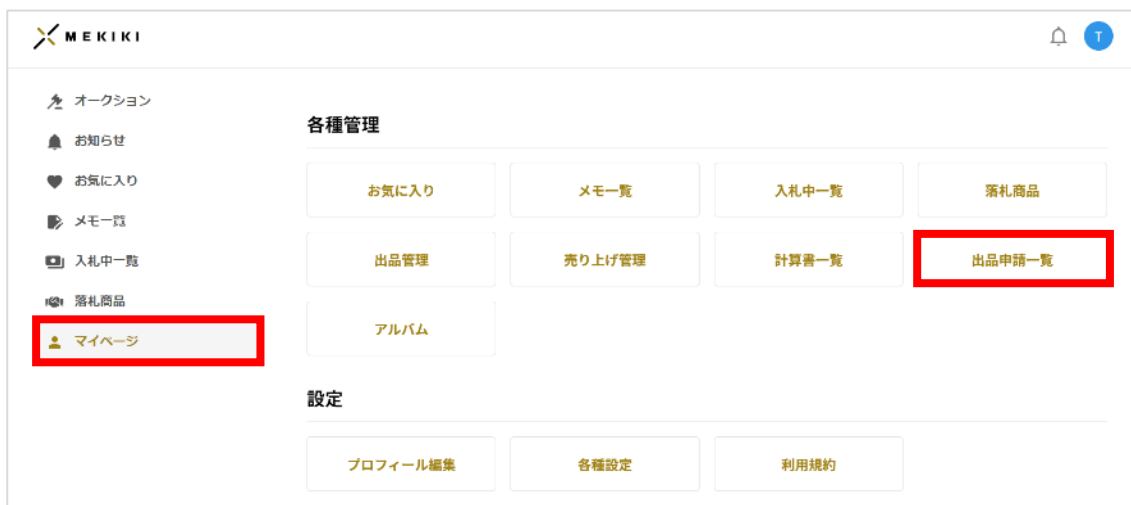 MEKIKI
T
オークション
お知らせ
お気に入り
メモ一覧
入札中一覧
落札商品
マイページ
各種管理
お気に入り
メモ一覧
入札中一覧
落札商品
出品管理
売り上げ管理
計算書一覧
出品申請一覧
アルバム
設定
プロフィール編集
各種設定
利用規約